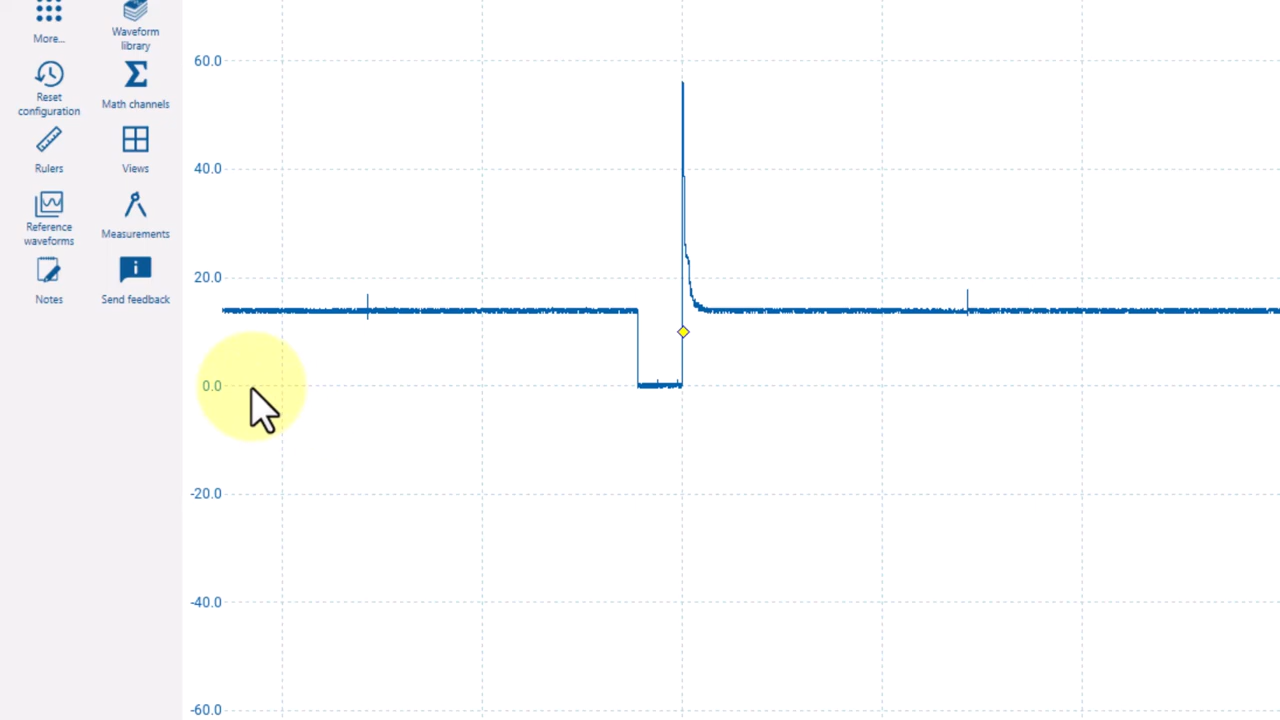 More...
Waveform
library
Reset
configuration
Math channels
Rulers
Views
Reference
waveforms
Measurements
Notes
Send feedback
60.0
40.0
20.0
0.0
-20.0
-40.0
-60.0